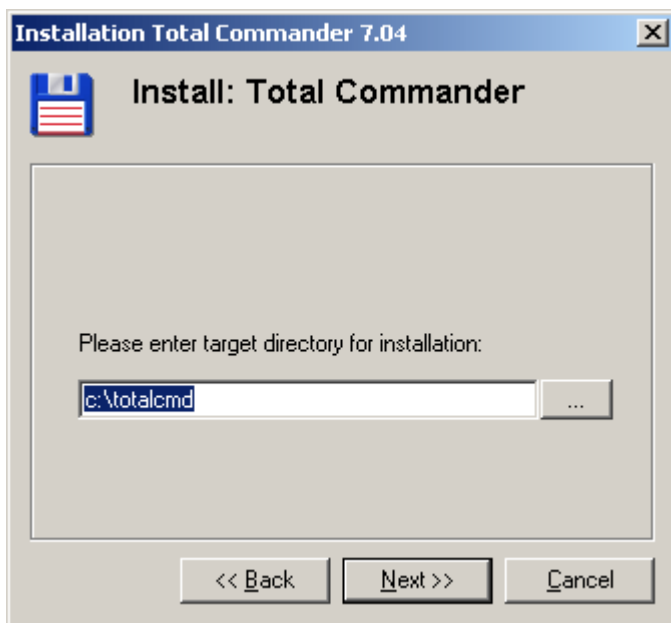 Installation Total Commander 7.04
Install: Total Commander
Please enter target directory for installation:
c:\totalcmd
...
<< Back
Next >>
Cancel